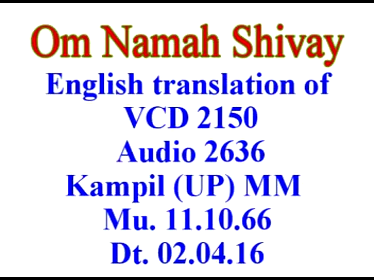 Om Namah Shivay
English translation of
VCD 2150
Audio 2636
Kampil (UP) MM
Mu. 11.10.66
Dt. 02.04.16